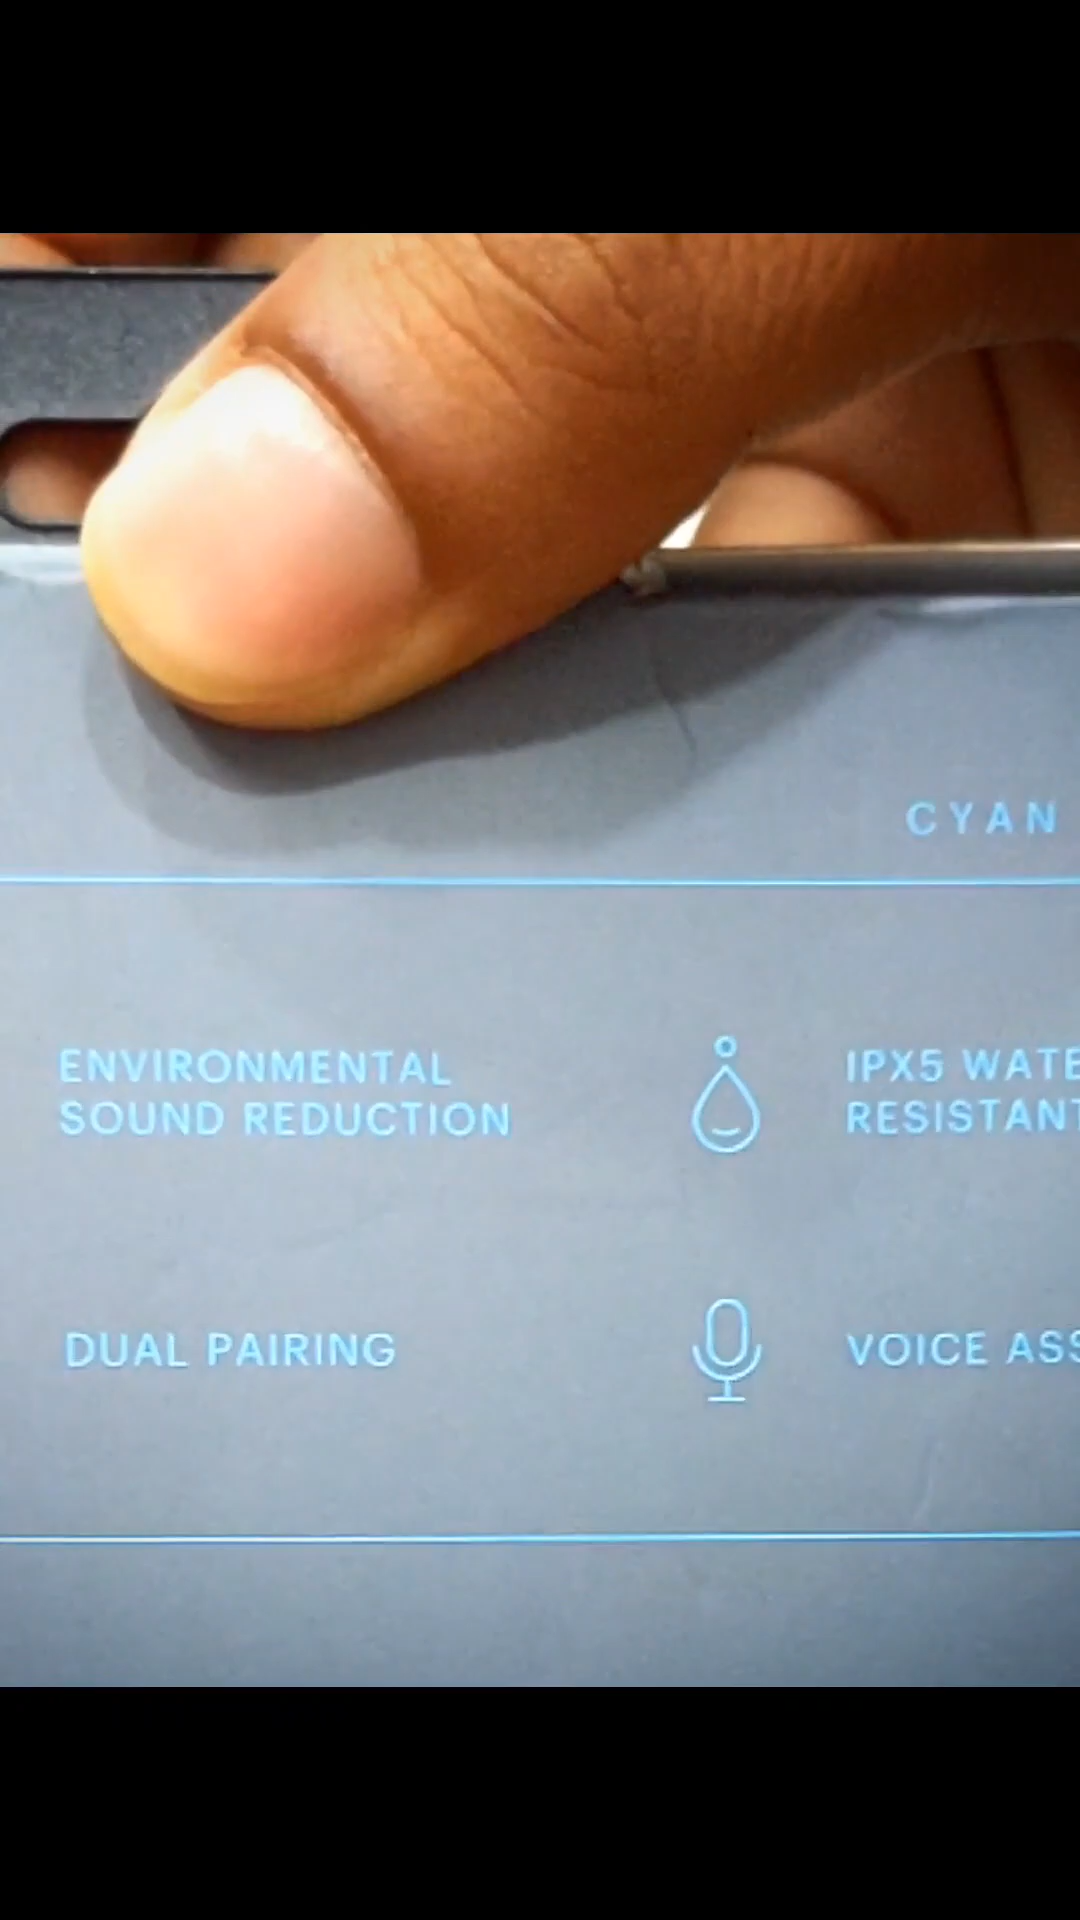 CYAN
ENVIRONMENTAL
SOUND REDUCTION
IPX5
RESISTANT
DUAL PAIRING
VOICE